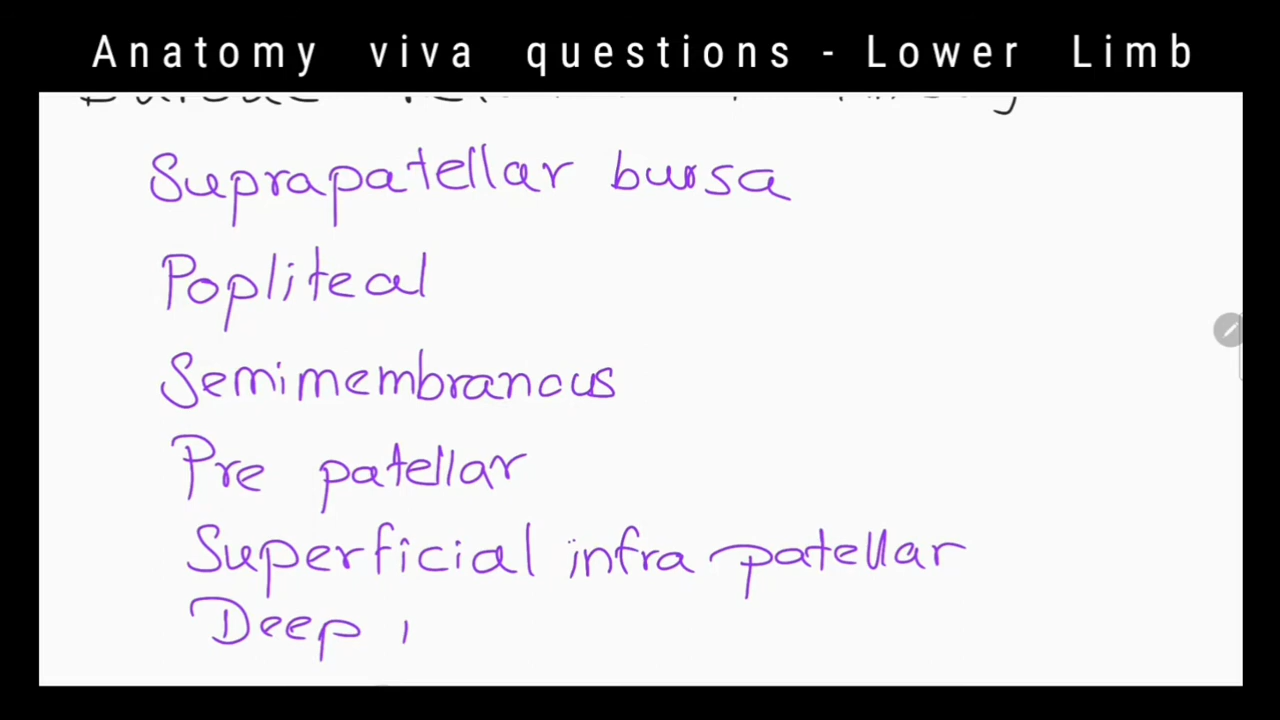 Anatomy viva questions - Lower Limb
Suprapatellar bursa
Popliteal
Semimembranous
Pre patellar
Superficial infra patellar
Deep